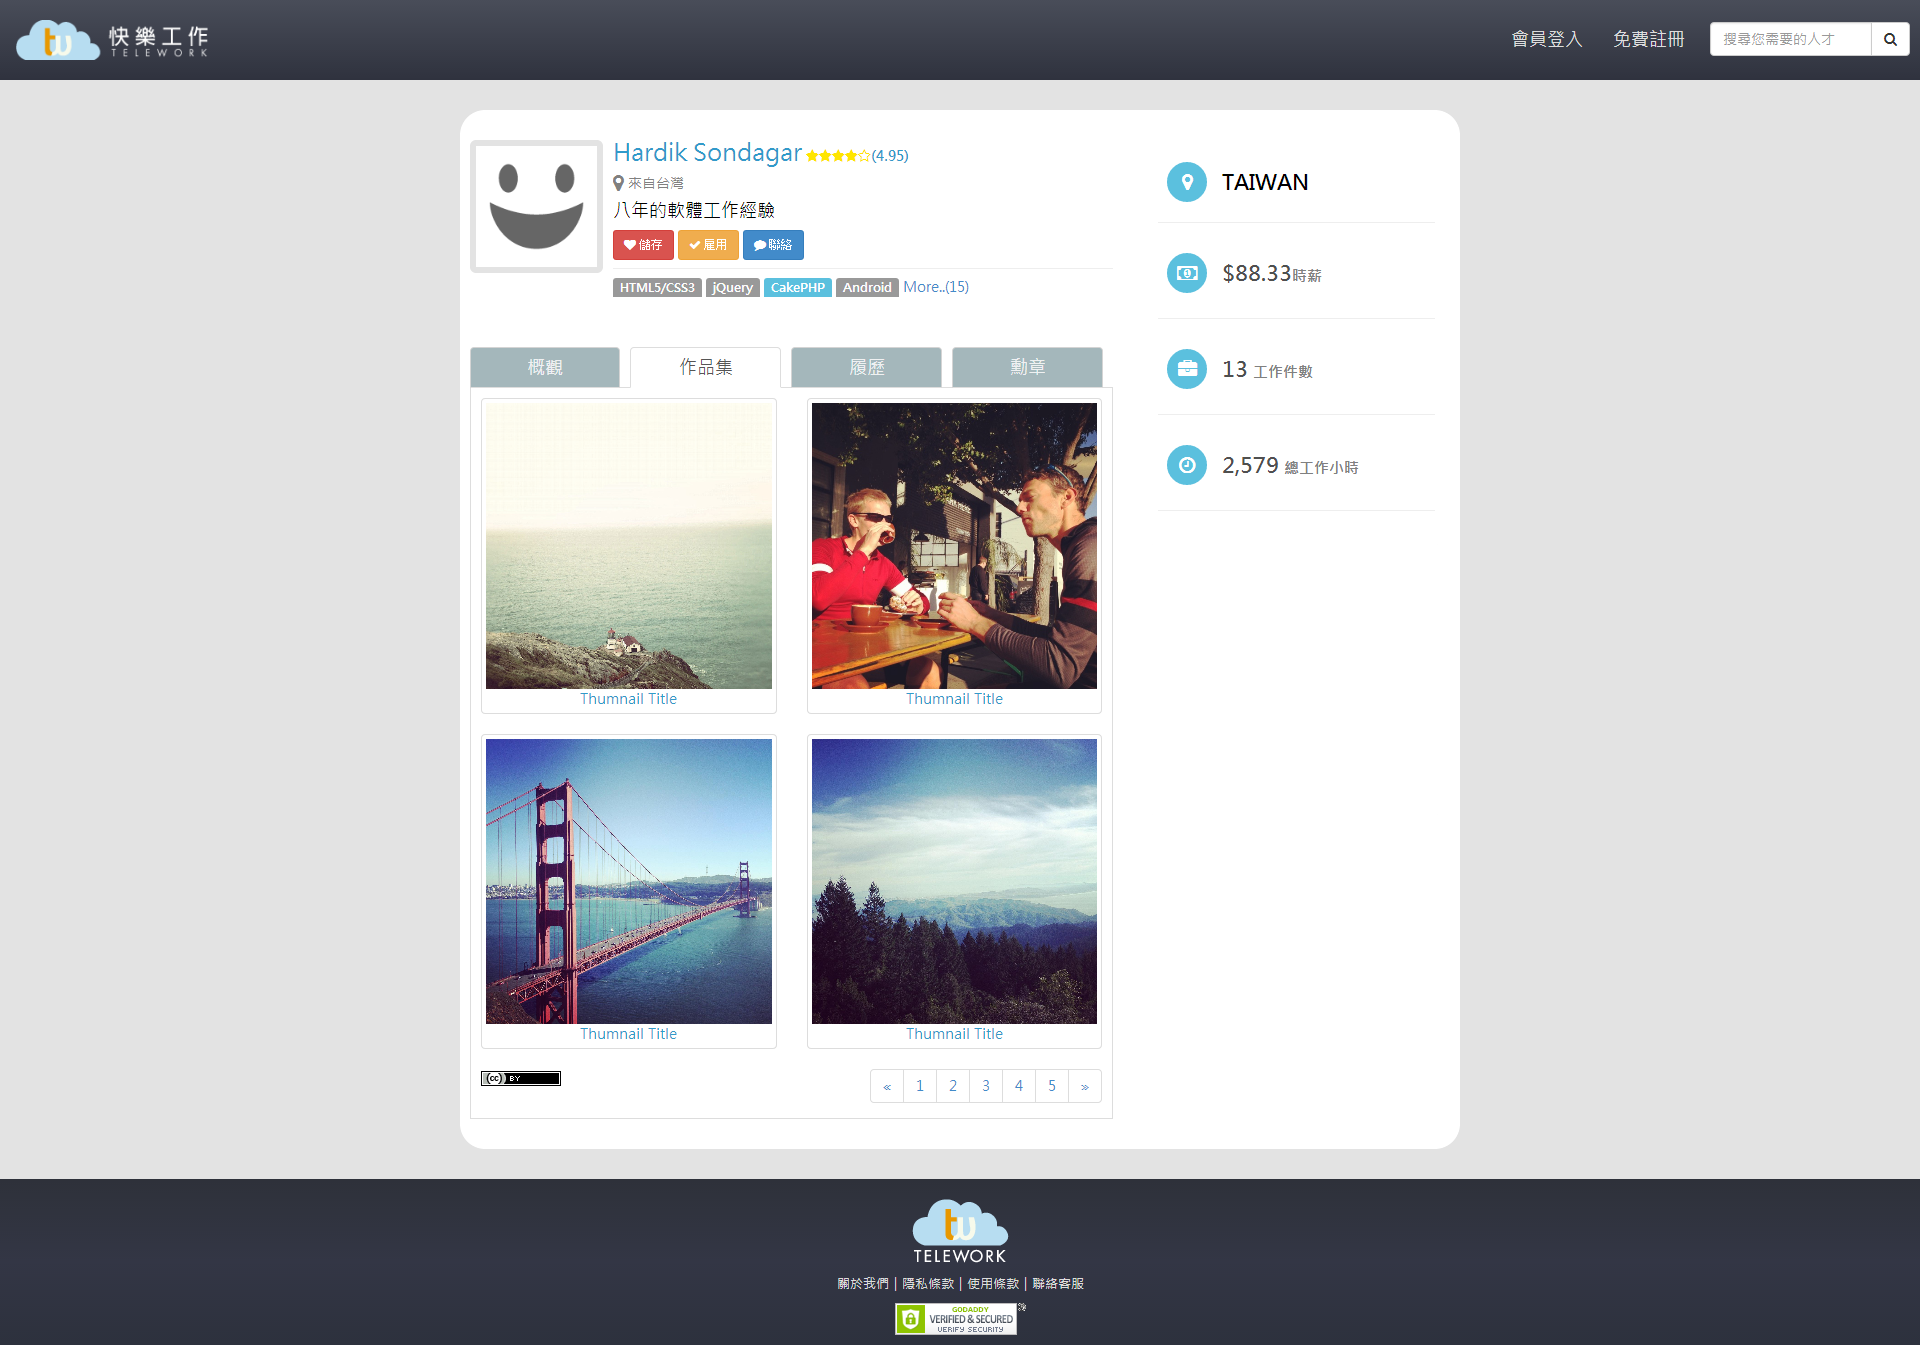 tw 快樂工作
TELEWORK
會員登入 免費註冊 搜尋您需要的人才
Hardik Sondagar (4.95)
來自台灣
八年的軟體工作經驗
儲存 雇用 聯絡
HTML5/CSS3 jQuery CakePHP Android More..(15)
TAIWAN
$88.33時薪
13 工作件數
2,579 總工作小時
概觀 作品集 履歷 勳章
Thumnail Title Thumnail Title
Thumnail Title Thumnail Title
(cc) BY
« 1 2 3 4 5 »
tw
TELEWORK
關於我們 | 隱私條款 | 使用條款 | 聯絡客服
GODADDY
VERIFIED & SECURED
VERIFY SECURITY